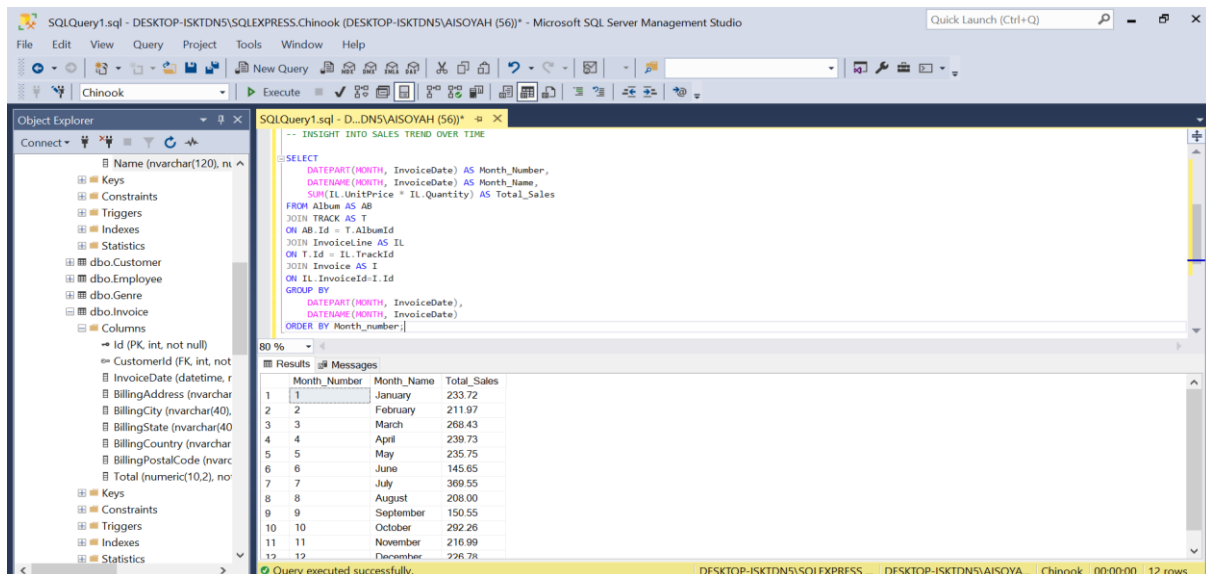 SQLQuery1.sql - DESKTOP-ISKTDN5\SQLEXPRESS.Chinook (DESKTOP-ISKTDN5\AISOYAH (56))* - Microsoft SQL Server Management Studio
Quick Launch (Ctrl+Q)
File Edit View Query Project Tools Window Help
New Query
Chinook
Execute
Object Explorer
Connect
Name (nvarchar(120), nu
Keys
Constraints
Triggers
Indexes
Statistics
dbo.Customer
dbo.Employee
dbo.Genre
dbo.Invoice
Columns
Id (PK, int, not null)
CustomerId (FK, int, not
InvoiceDate (datetime, r
BillingAddress (nvarchar
BillingCity (nvarchar(40),
BillingState (nvarchar(40
BillingCountry (nvarchar
BillingPostalCode (nvarc
Total (numeric(10,2), no
Keys
Constraints
Triggers
Indexes
Statistics
SQLQuery1.sql - D...DN5\AISOYAH (56))*
-- INSIGHT INTO SALES TREND OVER TIME
SELECT
DATEPART(MONTH, InvoiceDate) AS Month_Number,
DATENAME(MONTH, InvoiceDate) AS Month_Name,
SUM(IL.UnitPrice * IL.Quantity) AS Total_Sales
FROM Album AS AB
JOIN TRACK AS T
ON AB.Id = T.AlbumId
JOIN InvoiceLine AS IL
ON T.Id = IL.TrackId
JOIN Invoice AS I
ON IL.InvoiceId=I.Id
GROUP BY
DATEPART(MONTH, InvoiceDate),
DATENAME(MONTH, InvoiceDate)
ORDER BY Month_number;
80 %
Results Messages
Month_Number Month_Name Total_Sales
1 1 January 233.72
2 2 February 211.97
3 3 March 268.43
4 4 April 239.73
5 5 May 235.75
6 6 June 145.65
7 7 July 369.55
8 8 August 208.00
9 9 September 150.55
10 10 October 292.26
11 11 November 216.99
12 12 December 226.78
Query executed successfully. DESKTOP-ISKTDN5\SQLEXPRESS ... DESKTOP-ISKTDN5\AISOYA... Chinook 00:00:00 12 rows